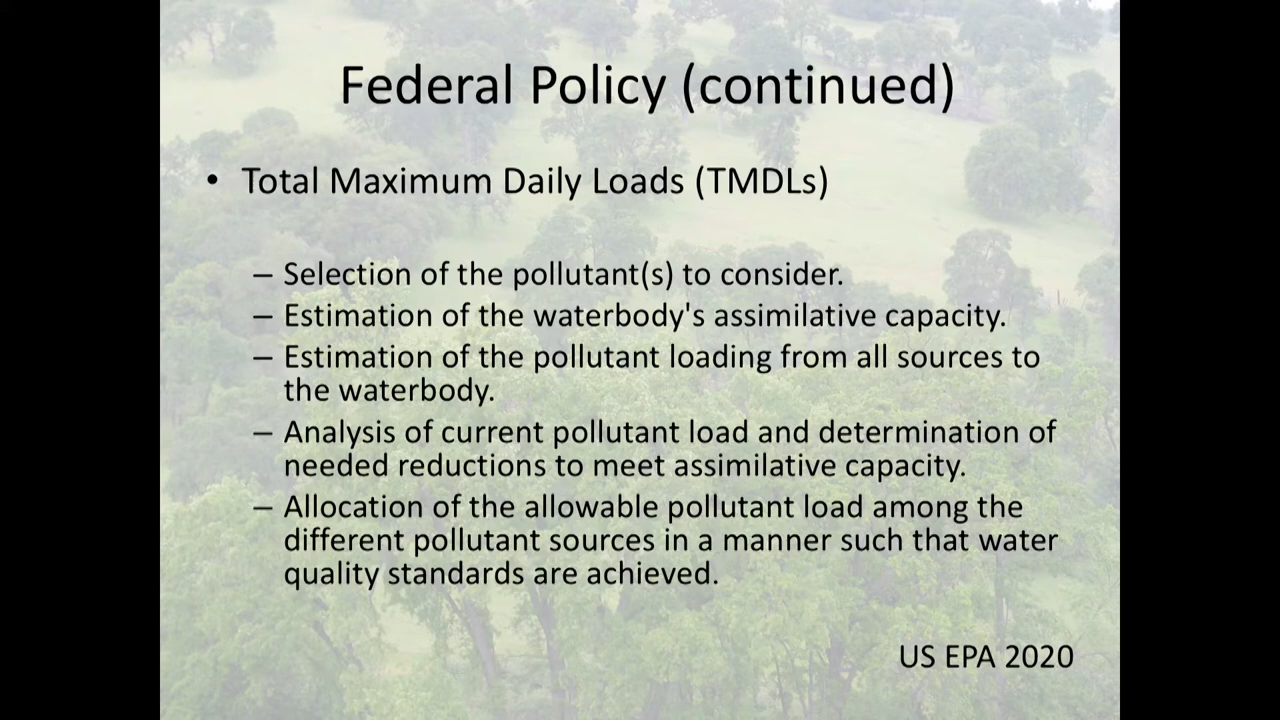 Federal Policy (continued)
• Total Maximum Daily Loads (TMDLs)
– Selection of the pollutant(s) to consider.
– Estimation of the waterbody's assimilative capacity.
– Estimation of the pollutant loading from all sources to
the waterbody.
– Analysis of current pollutant load and determination of
needed reductions to meet assimilative capacity.
– Allocation of the allowable pollutant load among the
different pollutant sources in a manner such that water
quality standards are achieved.
US EPA 2020